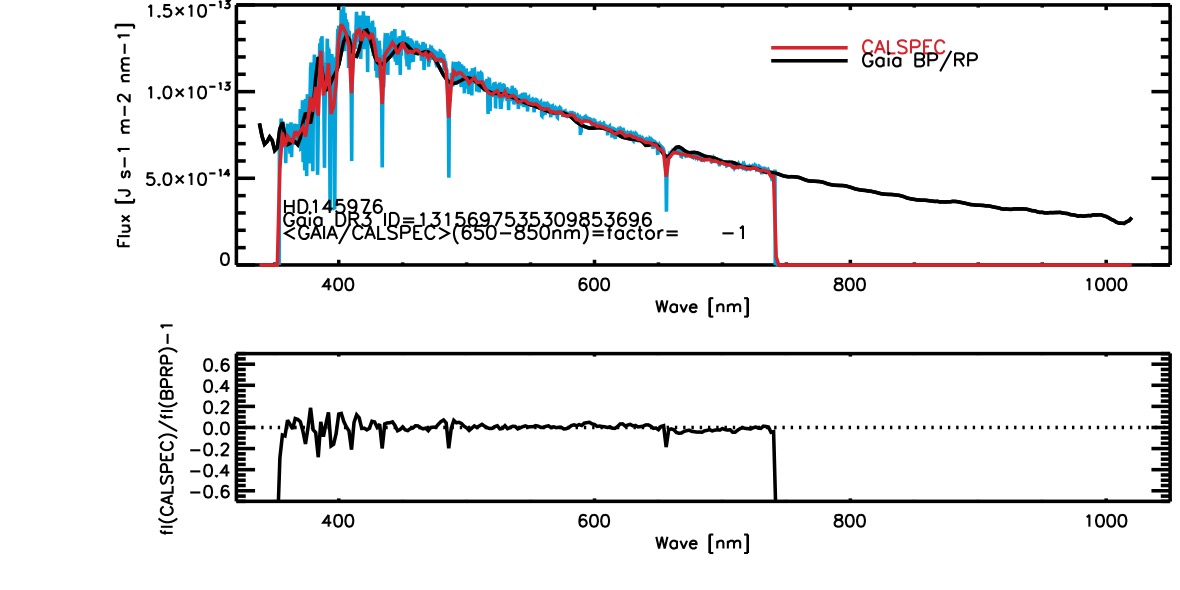 1.5×10−13
1.0×10−13
5.0×10−14
0
Flux [J s−1 m−2 nm−1]
CALSPEC
Gaia BP/RP
HD145976
Gaia DR3 ID=1315697535309853696
<GAIA/CALSPEC>(650−850nm)=factor= −1
400 600 800 1000
Wave [nm]
fl(CALSPEC)/fl(BPRP)−1
0.6
0.4
0.2
0.0
−0.2
−0.4
−0.6
400 600 800 1000
Wave [nm]